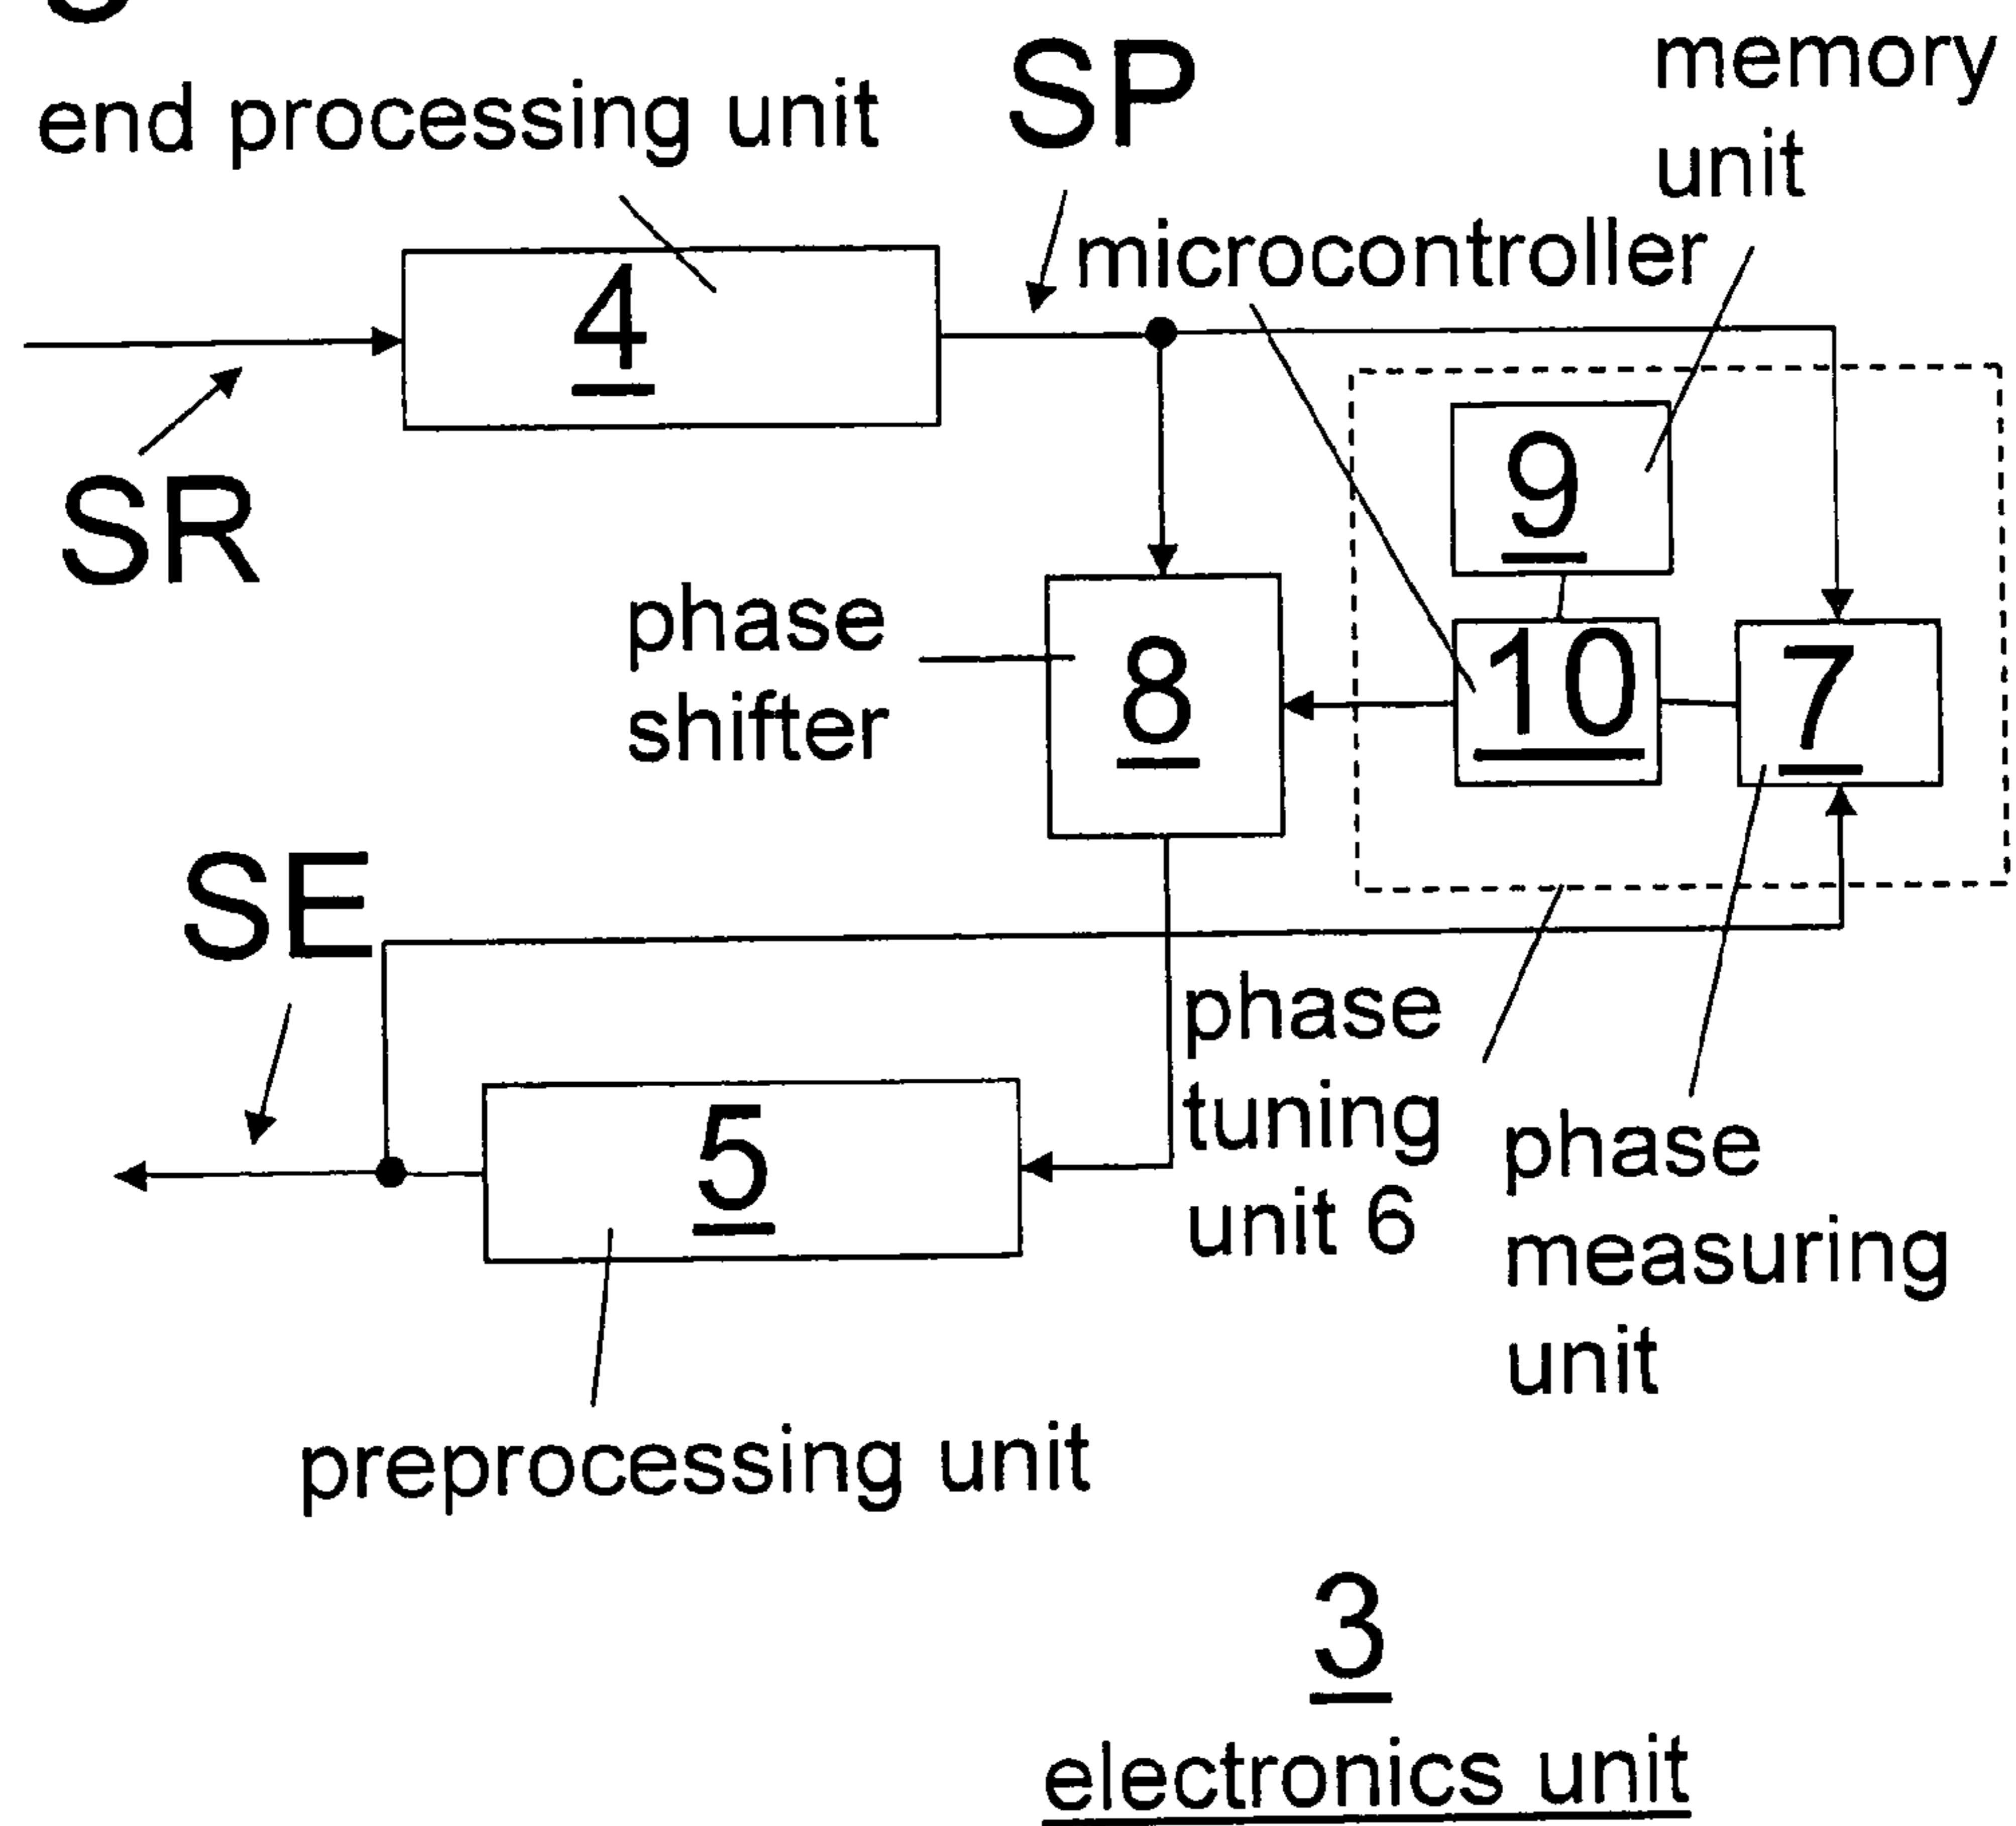 end processing unit
SP
memory
unit
microcontroller
4
SR
9
phase
shifter
8
10
7
SE
phase
tuning
unit 6
5
phase
measuring
unit
preprocessing unit
3
electronics unit